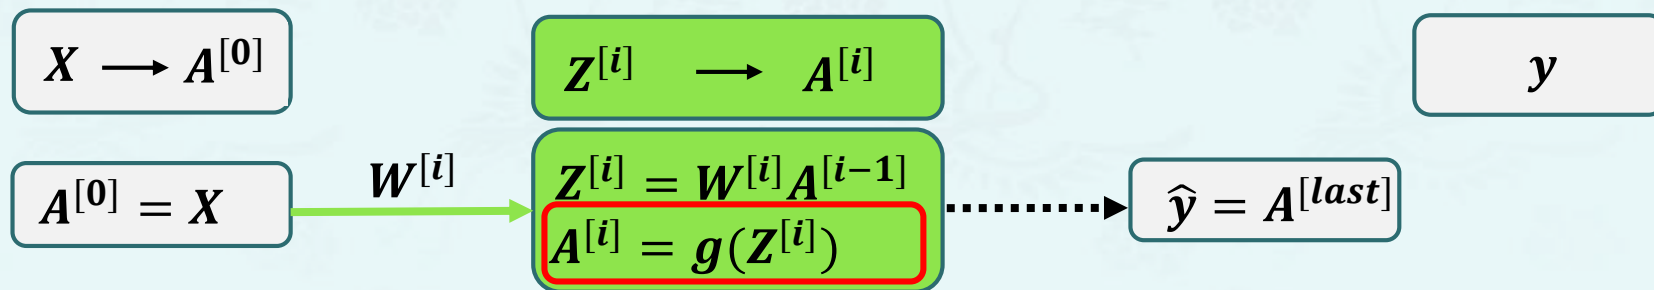 X ⟶ A^[0]
Z^[i] ⟶ A^[i]
y
A^[0] = X
W^[i]
Z^[i] = W^[i] A^[i−1]
A^[i] = g(Z^[i])
ŷ = A^[last]